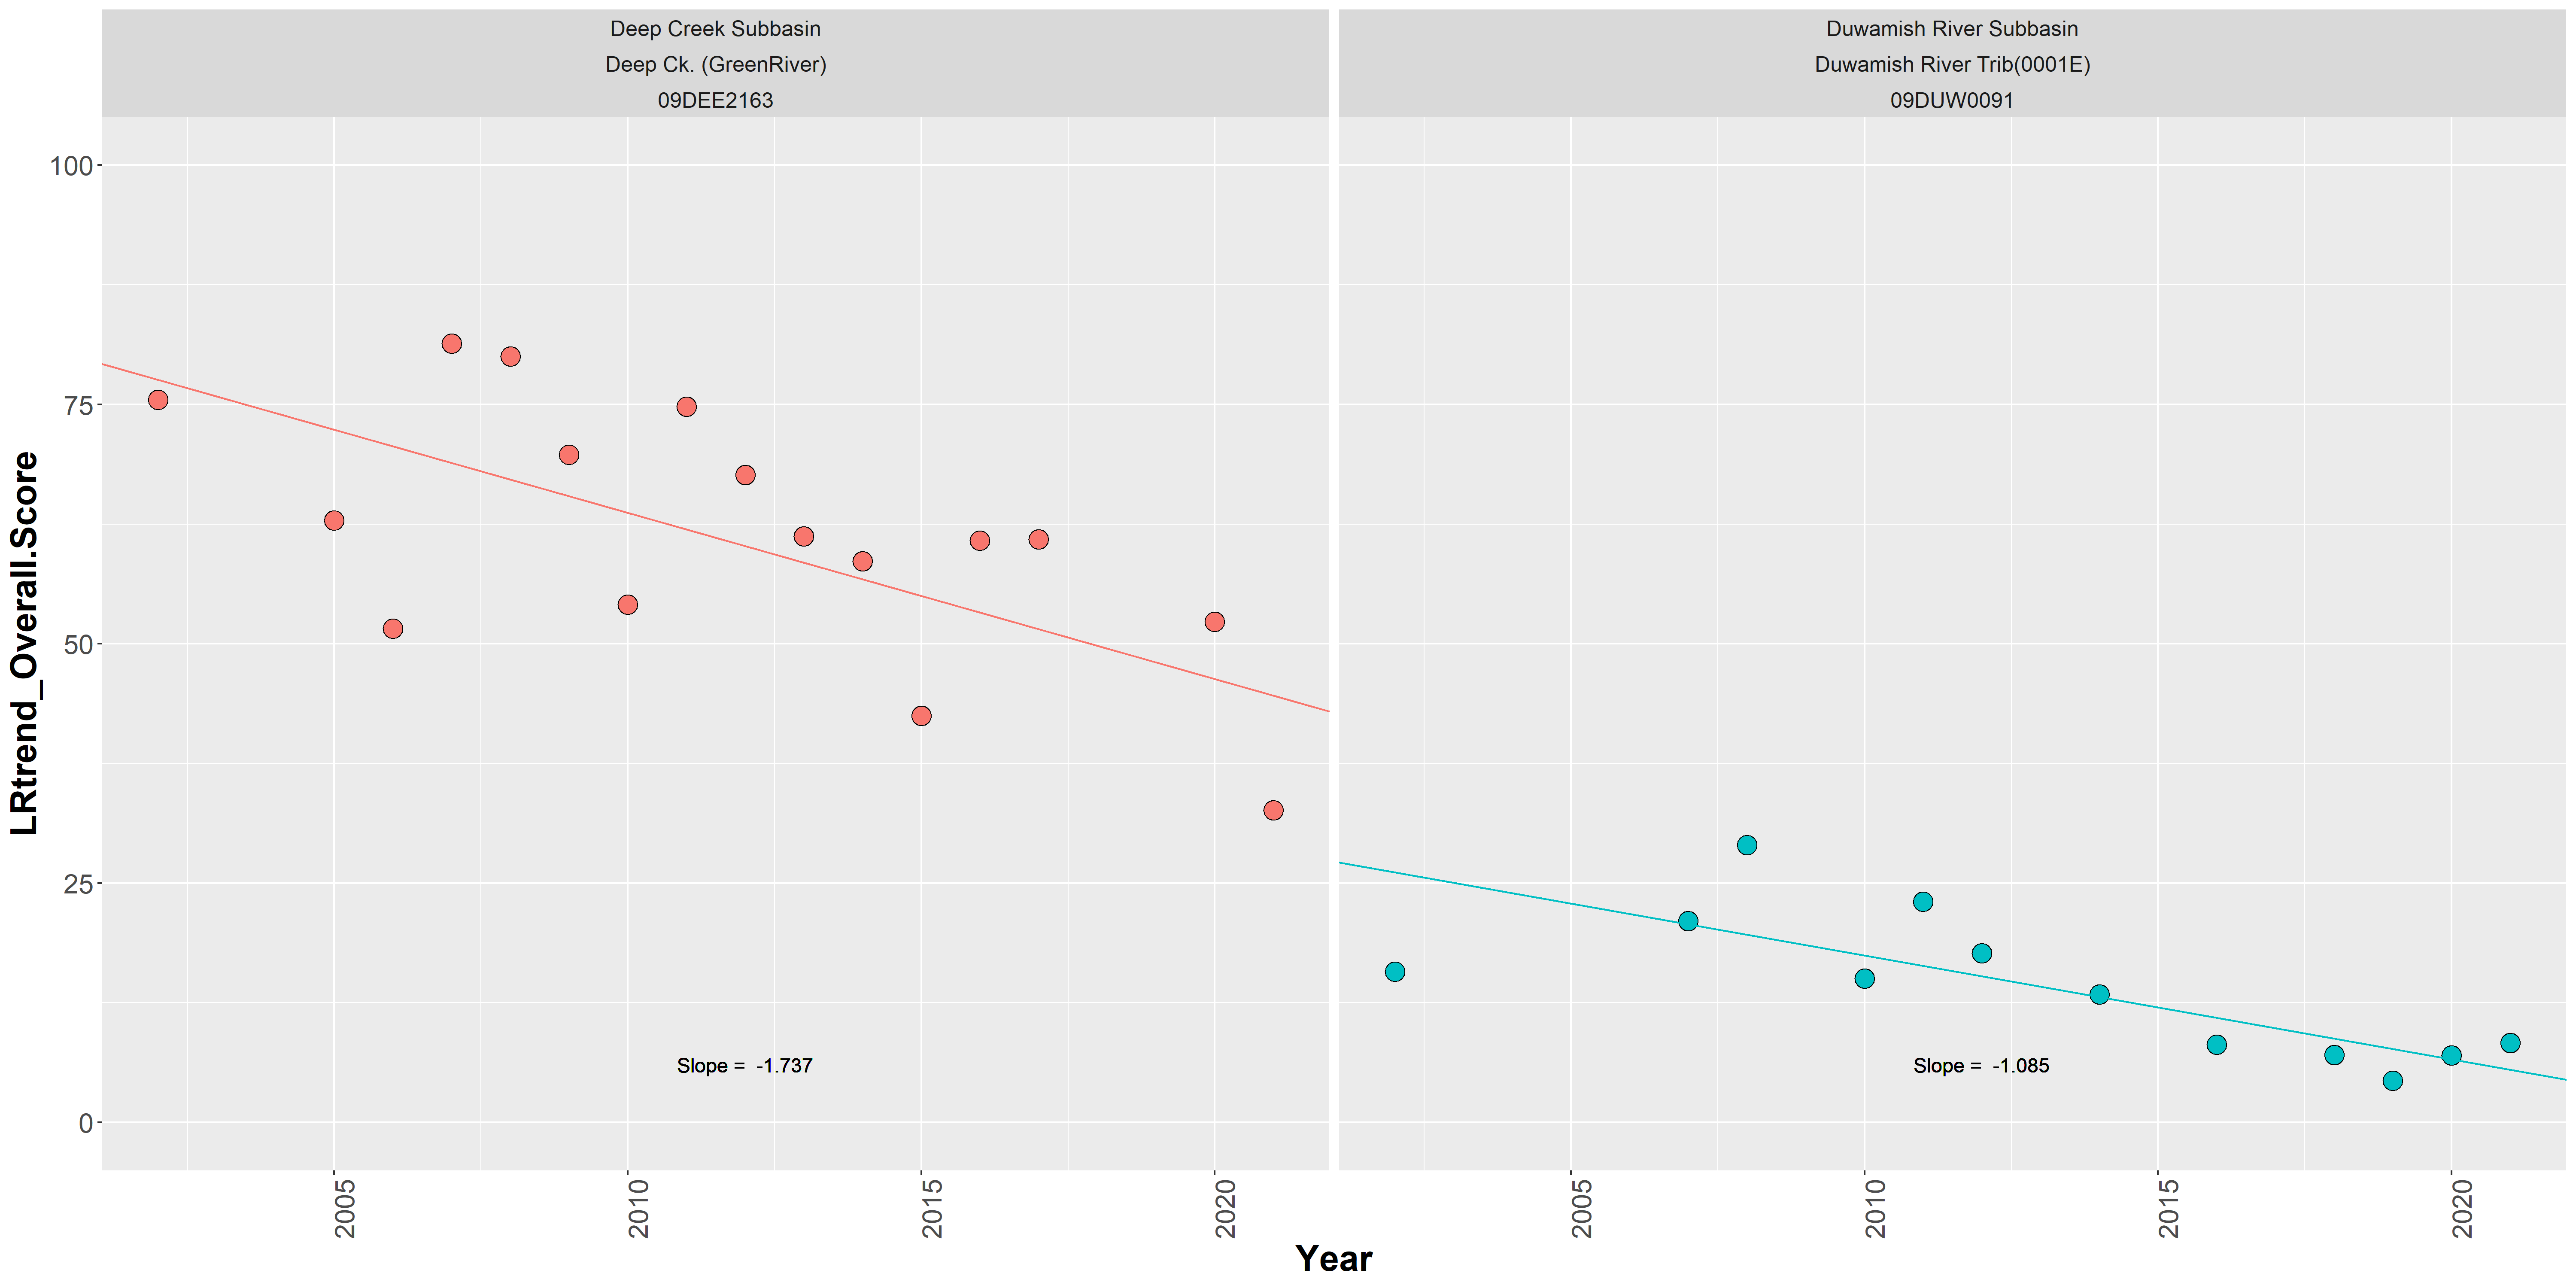 Deep Creek Subbasin
Deep Ck. (GreenRiver)
09DEE2163
Duwamish River Subbasin
Duwamish River Trib(0001E)
09DUW0091
LRtrend_Overall.Score
100
75
50
25
0
Slope = -1.737
Slope = -1.085
2005
2010
2015
2020
2005
2010
2015
2020
Year